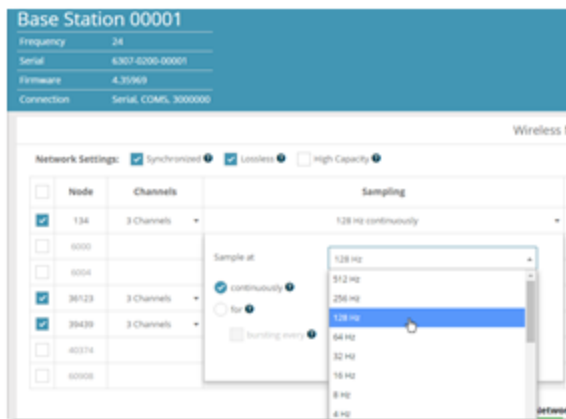 Base Station 00001
Frequency 24
Serial 6307-0200-00001
Firmware 4.35969
Connection Serial, COM5, 3000000
Wireless
Network Settings: Synchronized Lossless High Capacity
Node Channels Sampling
134 3 Channels 128 Hz continuously
6000
6004
36123 3 Channels
39439 3 Channels
40374
60908
Sample at 128 Hz
continuously
for
bursting every
512 Hz
256 Hz
128 Hz
64 Hz
32 Hz
16 Hz
8 Hz
4 Hz